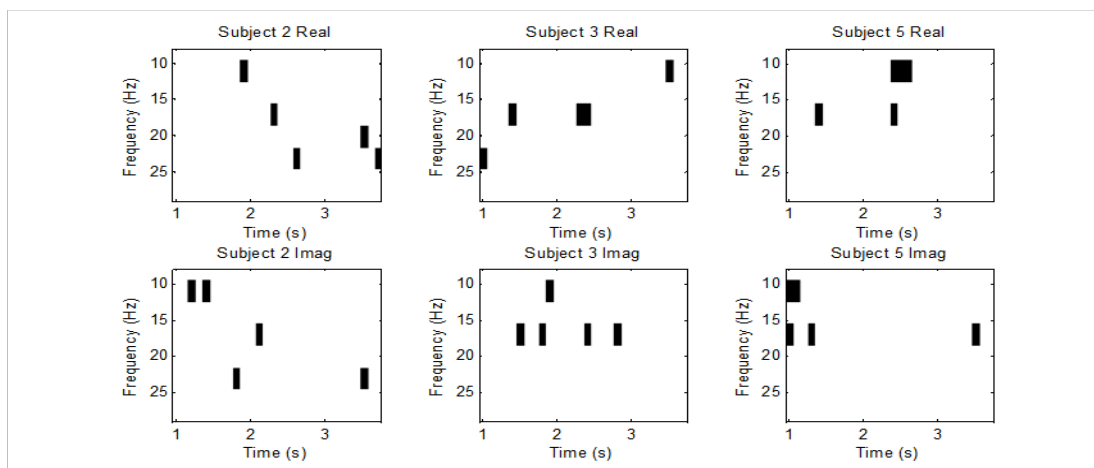 Subject 2 Real
Frequency (Hz)
10
15
20
25
1 2 3
Time (s)
Subject 3 Real
Frequency (Hz)
10
15
20
25
1 2 3
Time (s)
Subject 5 Real
Frequency (Hz)
10
15
20
25
1 2 3
Time (s)
Subject 2 Imag
Frequency (Hz)
10
15
20
25
1 2 3
Time (s)
Subject 3 Imag
Frequency (Hz)
10
15
20
25
1 2 3
Time (s)
Subject 5 Imag
Frequency (Hz)
10
15
20
25
1 2 3
Time (s)